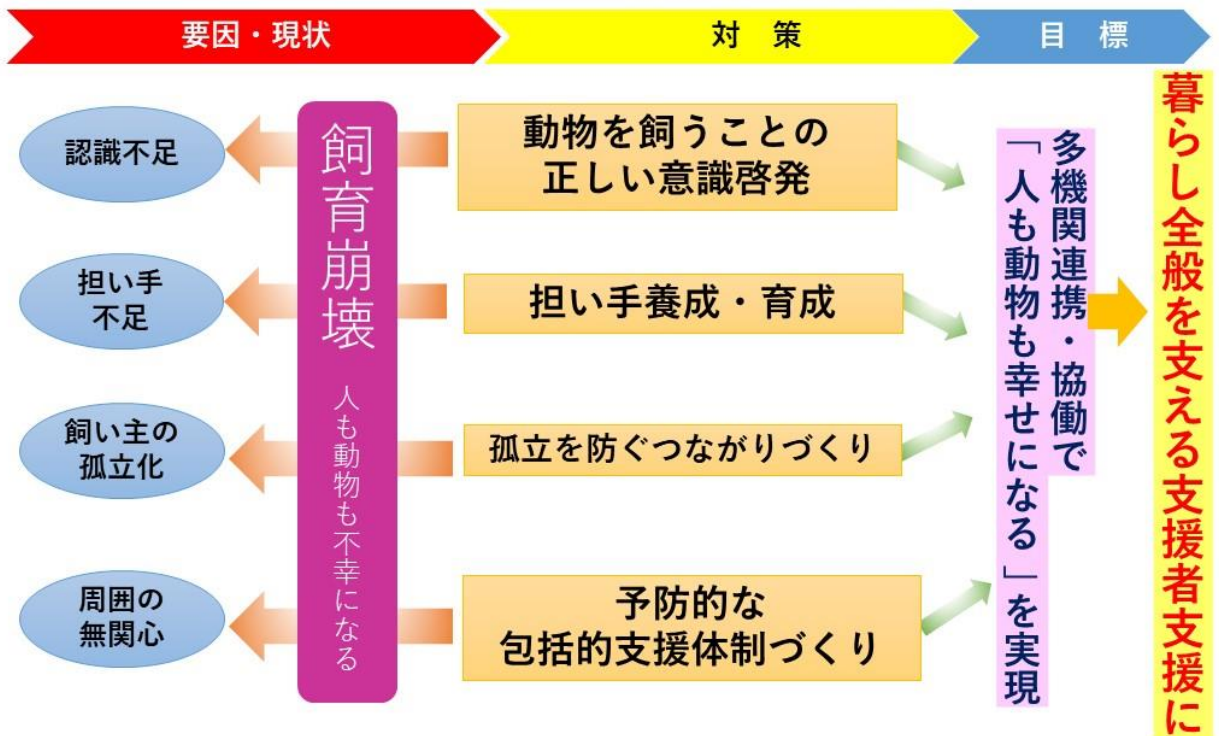 要因・現状
対　策
目　標
認識不足
担い手
不足
飼い主の
孤立化
周囲の
無関心
飼育崩壊　人も動物も不幸になる
動物を飼うことの
正しい意識啓発
担い手養成・育成
孤立を防ぐつながりづくり
予防的な
包括的支援体制づくり
多機関連携・協働で
「人も動物も幸せになる」を実現
暮らし全般を支える支援者支援に